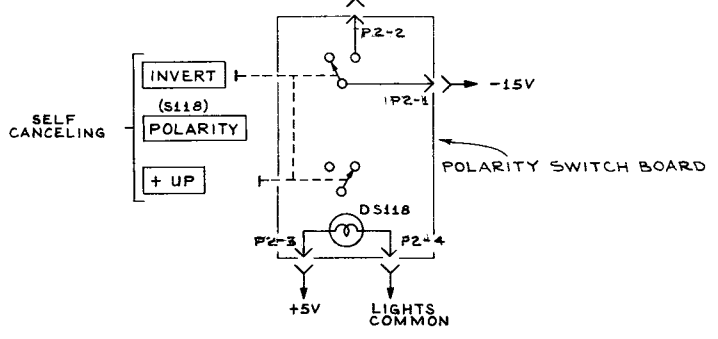 P2-2
INVERT
-15V
(S118)
P2-1
SELF
CANCELING
POLARITY
POLARITY SWITCH BOARD
+ UP
DS118
P2-3
P2-4
+5V
LIGHTS
COMMON